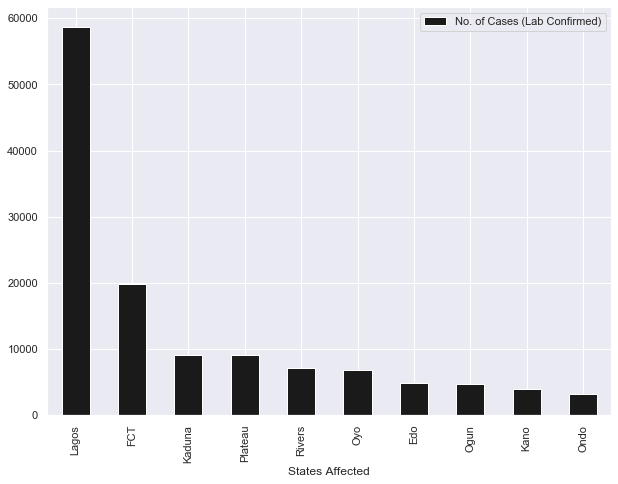 No. of Cases (Lab Confirmed)
60000
50000
40000
30000
20000
10000
0
Lagos
FCT
Kaduna
Plateau
Rivers
Oyo
Edo
Ogun
Kano
Ondo
States Affected